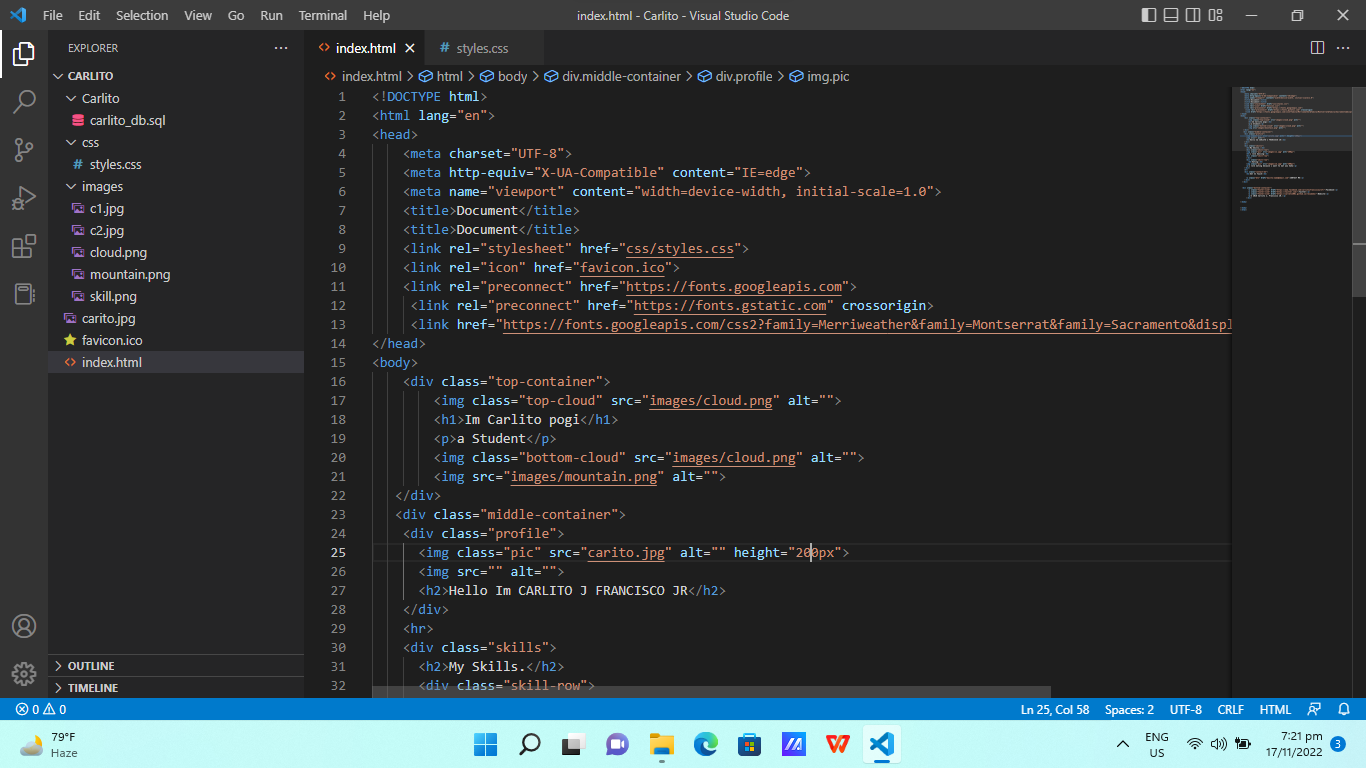 File Edit Selection View Go Run Terminal Help index.html - Carlito - Visual Studio Code
EXPLORER
CARLITO
Carlito
carlito_db.sql
css
styles.css
images
c1.jpg
c2.jpg
cloud.png
mountain.png
skill.png
carito.jpg
favicon.ico
index.html
OUTLINE
TIMELINE
index.html styles.css
index.html > html > body > div.middle-container > div.profile > img.pic
1 <!DOCTYPE html>
2 <html lang="en">
3 <head>
4 <meta charset="UTF-8">
5 <meta http-equiv="X-UA-Compatible" content="IE=edge">
6 <meta name="viewport" content="width=device-width, initial-scale=1.0">
7 <title>Document</title>
8 <title>Document</title>
9 <link rel="stylesheet" href="css/styles.css">
10 <link rel="icon" href="favicon.ico">
11 <link rel="preconnect" href="https://fonts.googleapis.com">
12 <link rel="preconnect" href="https://fonts.gstatic.com" crossorigin>
13 <link href="https://fonts.googleapis.com/css2?family=Merriweather&family=Montserrat&family=Sacramento&displ
14 </head>
15 <body>
16 <div class="top-container">
17 <img class="top-cloud" src="images/cloud.png" alt="">
18 <h1>Im Carlito pogi</h1>
19 <p>a Student</p>
20 <img class="bottom-cloud" src="images/cloud.png" alt="">
21 <img src="images/mountain.png" alt="">
22 </div>
23 <div class="middle-container">
24 <div class="profile">
25 <img class="pic" src="carito.jpg" alt="" height="200px">
26 <img src="" alt="">
27 <h2>Hello Im CARLITO J FRANCISCO JR</h2>
28 </div>
29 <hr>
30 <div class="skills">
31 <h2>My Skills.</h2>
32 <div class="skill-row">
0 0 Ln 25, Col 58 Spaces: 2 UTF-8 CRLF HTML
79°F
Haze
ENG
US
7:21 pm
17/11/2022
3